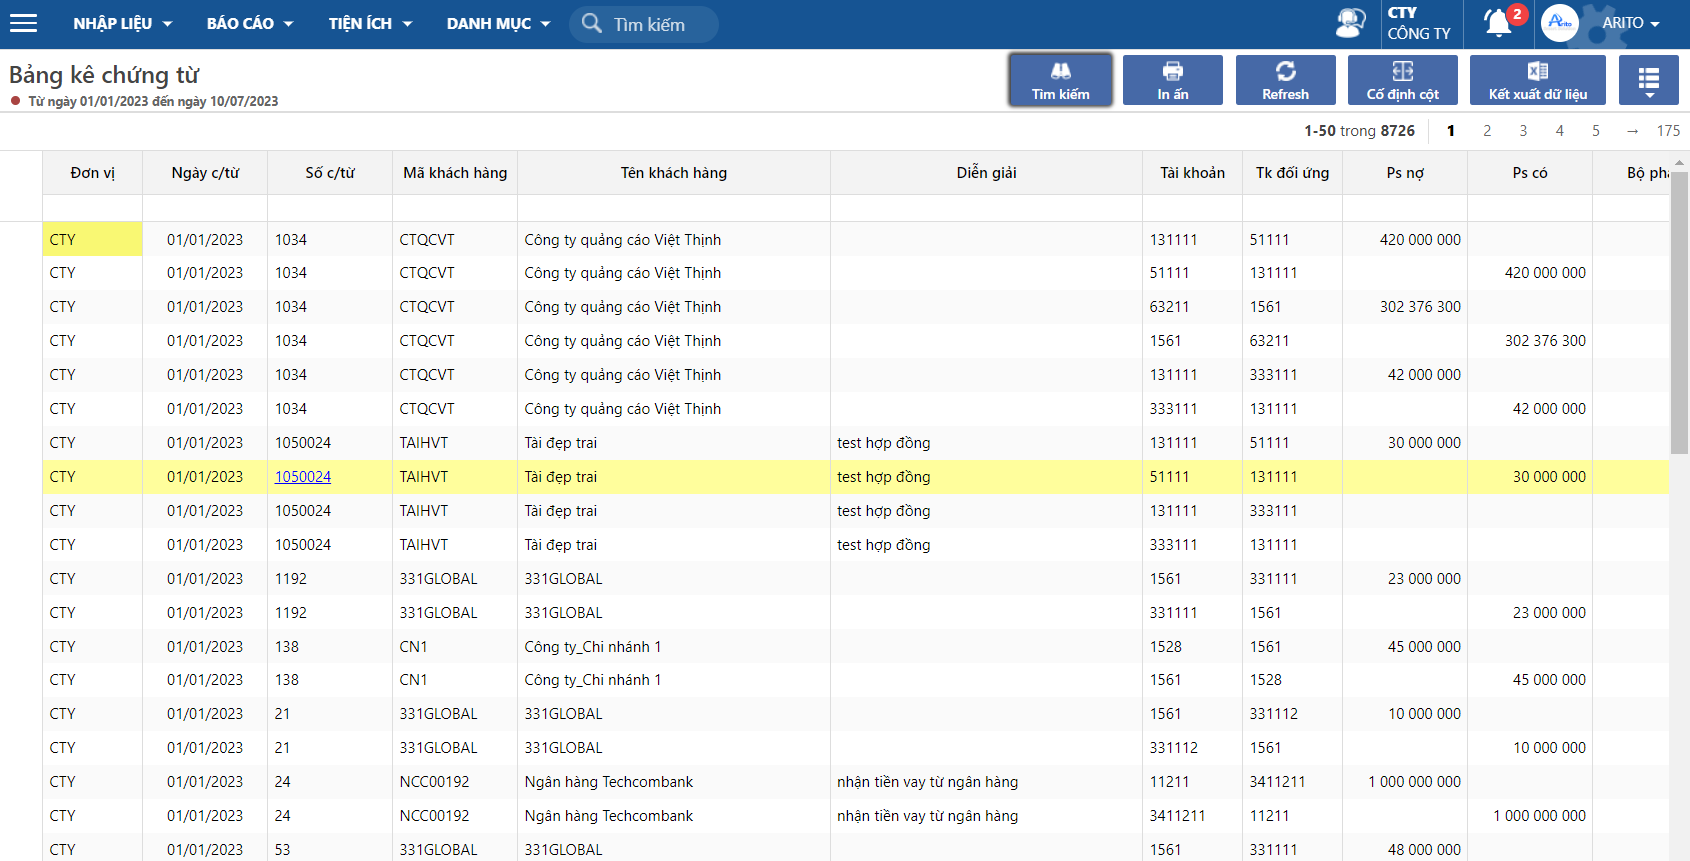 NHẬP LIỆU BÁO CÁO TIỆN ÍCH DANH MỤC Tìm kiếm CTY CÔNG TY 2 Arito ARITO
Bảng kê chứng từ
Từ ngày 01/01/2023 đến ngày 10/07/2023
Tìm kiếm In ấn Refresh Cố định cột Kết xuất dữ liệu
1-50 trong 8726 1 2 3 4 5 → 175
Đơn vị Ngày c/từ Số c/từ Mã khách hàng Tên khách hàng Diễn giải Tài khoản Tk đối ứng Ps nợ Ps có Bộ phậ
CTY 01/01/2023 1034 CTQCVT Công ty quảng cáo Việt Thịnh 131111 51111 420 000 000
CTY 01/01/2023 1034 CTQCVT Công ty quảng cáo Việt Thịnh 51111 131111 420 000 000
CTY 01/01/2023 1034 CTQCVT Công ty quảng cáo Việt Thịnh 63211 1561 302 376 300
CTY 01/01/2023 1034 CTQCVT Công ty quảng cáo Việt Thịnh 1561 63211 302 376 300
CTY 01/01/2023 1034 CTQCVT Công ty quảng cáo Việt Thịnh 131111 333111 42 000 000
CTY 01/01/2023 1034 CTQCVT Công ty quảng cáo Việt Thịnh 333111 131111 42 000 000
CTY 01/01/2023 1050024 TAIHVT Tài đẹp trai test hợp đồng 131111 51111 30 000 000
CTY 01/01/2023 1050024 TAIHVT Tài đẹp trai test hợp đồng 51111 131111 30 000 000
CTY 01/01/2023 1050024 TAIHVT Tài đẹp trai test hợp đồng 131111 333111
CTY 01/01/2023 1050024 TAIHVT Tài đẹp trai test hợp đồng 333111 131111
CTY 01/01/2023 1192 331GLOBAL 331GLOBAL 1561 331111 23 000 000
CTY 01/01/2023 1192 331GLOBAL 331GLOBAL 331111 1561 23 000 000
CTY 01/01/2023 138 CN1 Công ty_Chi nhánh 1 1528 1561 45 000 000
CTY 01/01/2023 138 CN1 Công ty_Chi nhánh 1 1561 1528 45 000 000
CTY 01/01/2023 21 331GLOBAL 331GLOBAL 1561 331112 10 000 000
CTY 01/01/2023 21 331GLOBAL 331GLOBAL 331112 1561 10 000 000
CTY 01/01/2023 24 NCC00192 Ngân hàng Techcombank nhận tiền vay từ ngân hàng 11211 3411211 1 000 000 000
CTY 01/01/2023 24 NCC00192 Ngân hàng Techcombank nhận tiền vay từ ngân hàng 3411211 11211 1 000 000 000
CTY 01/01/2023 53 331GLOBAL 331GLOBAL 1561 331111 48 000 000